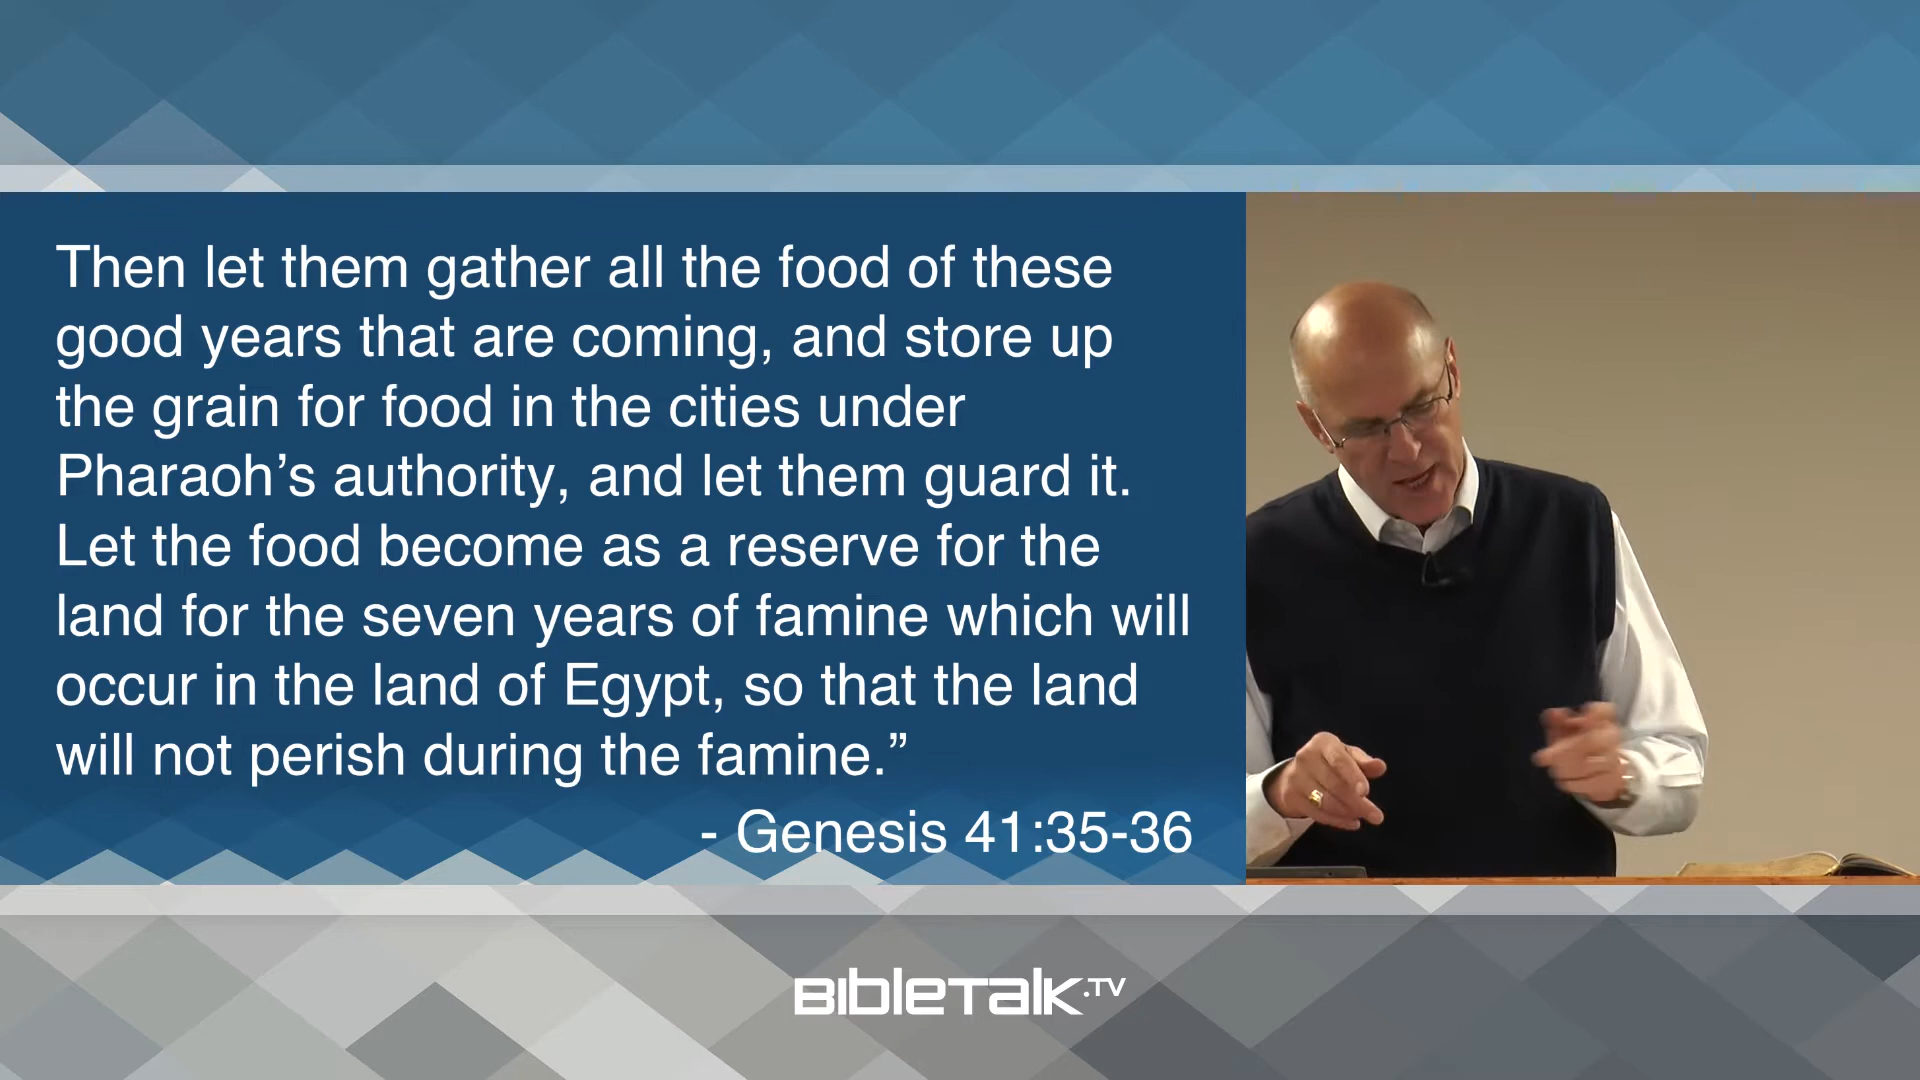 Then let them gather all the food of these
good years that are coming, and store up
the grain for food in the cities under
Pharaoh’s authority, and let them guard it.
Let the food become as a reserve for the
land for the seven years of famine which will
occur in the land of Egypt, so that the land
will not perish during the famine.”
- Genesis 41:35-36
BibleTalk.TV